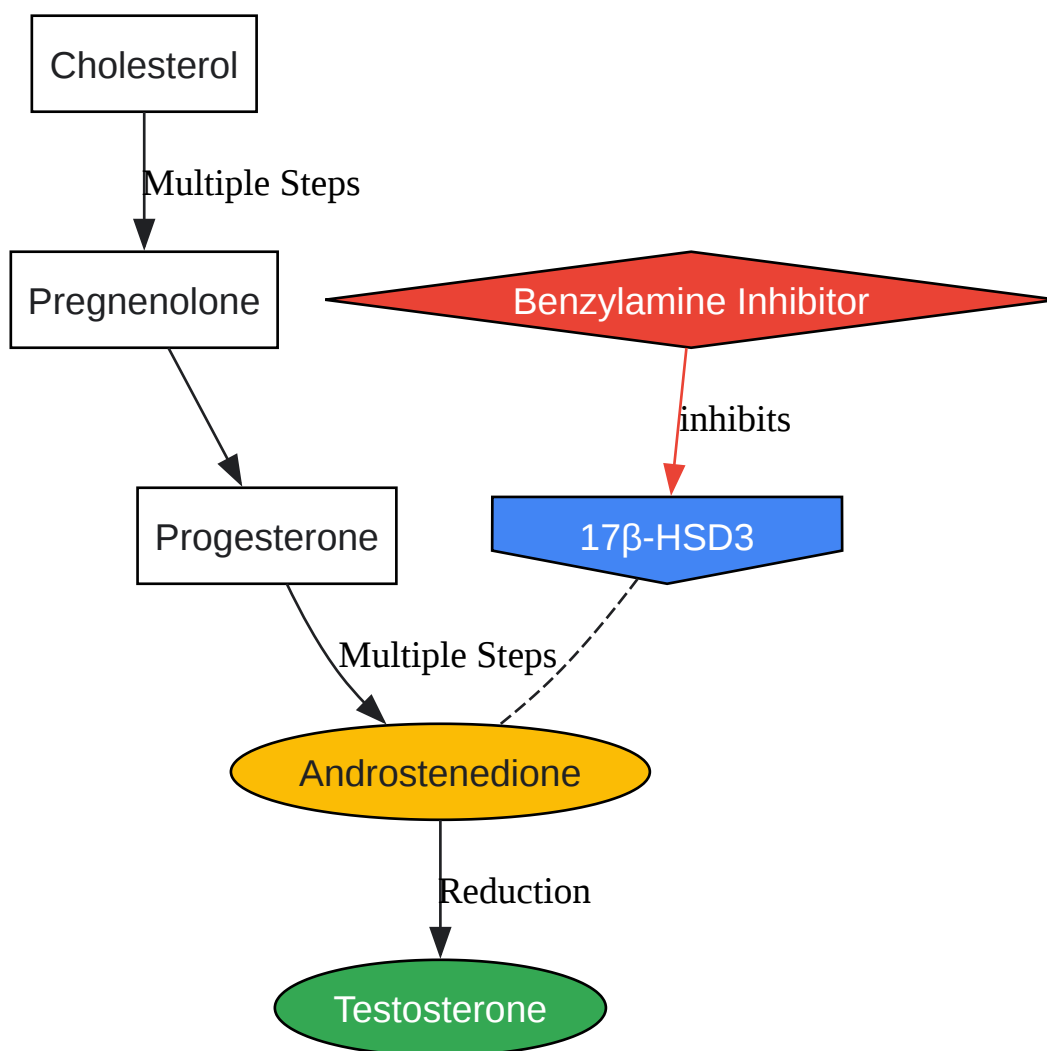 Cholesterol
Multiple Steps
Pregnenolone
Benzylamine Inhibitor
inhibits
Progesterone
17β-HSD3
Multiple Steps
Androstenedione
Reduction
Testosterone